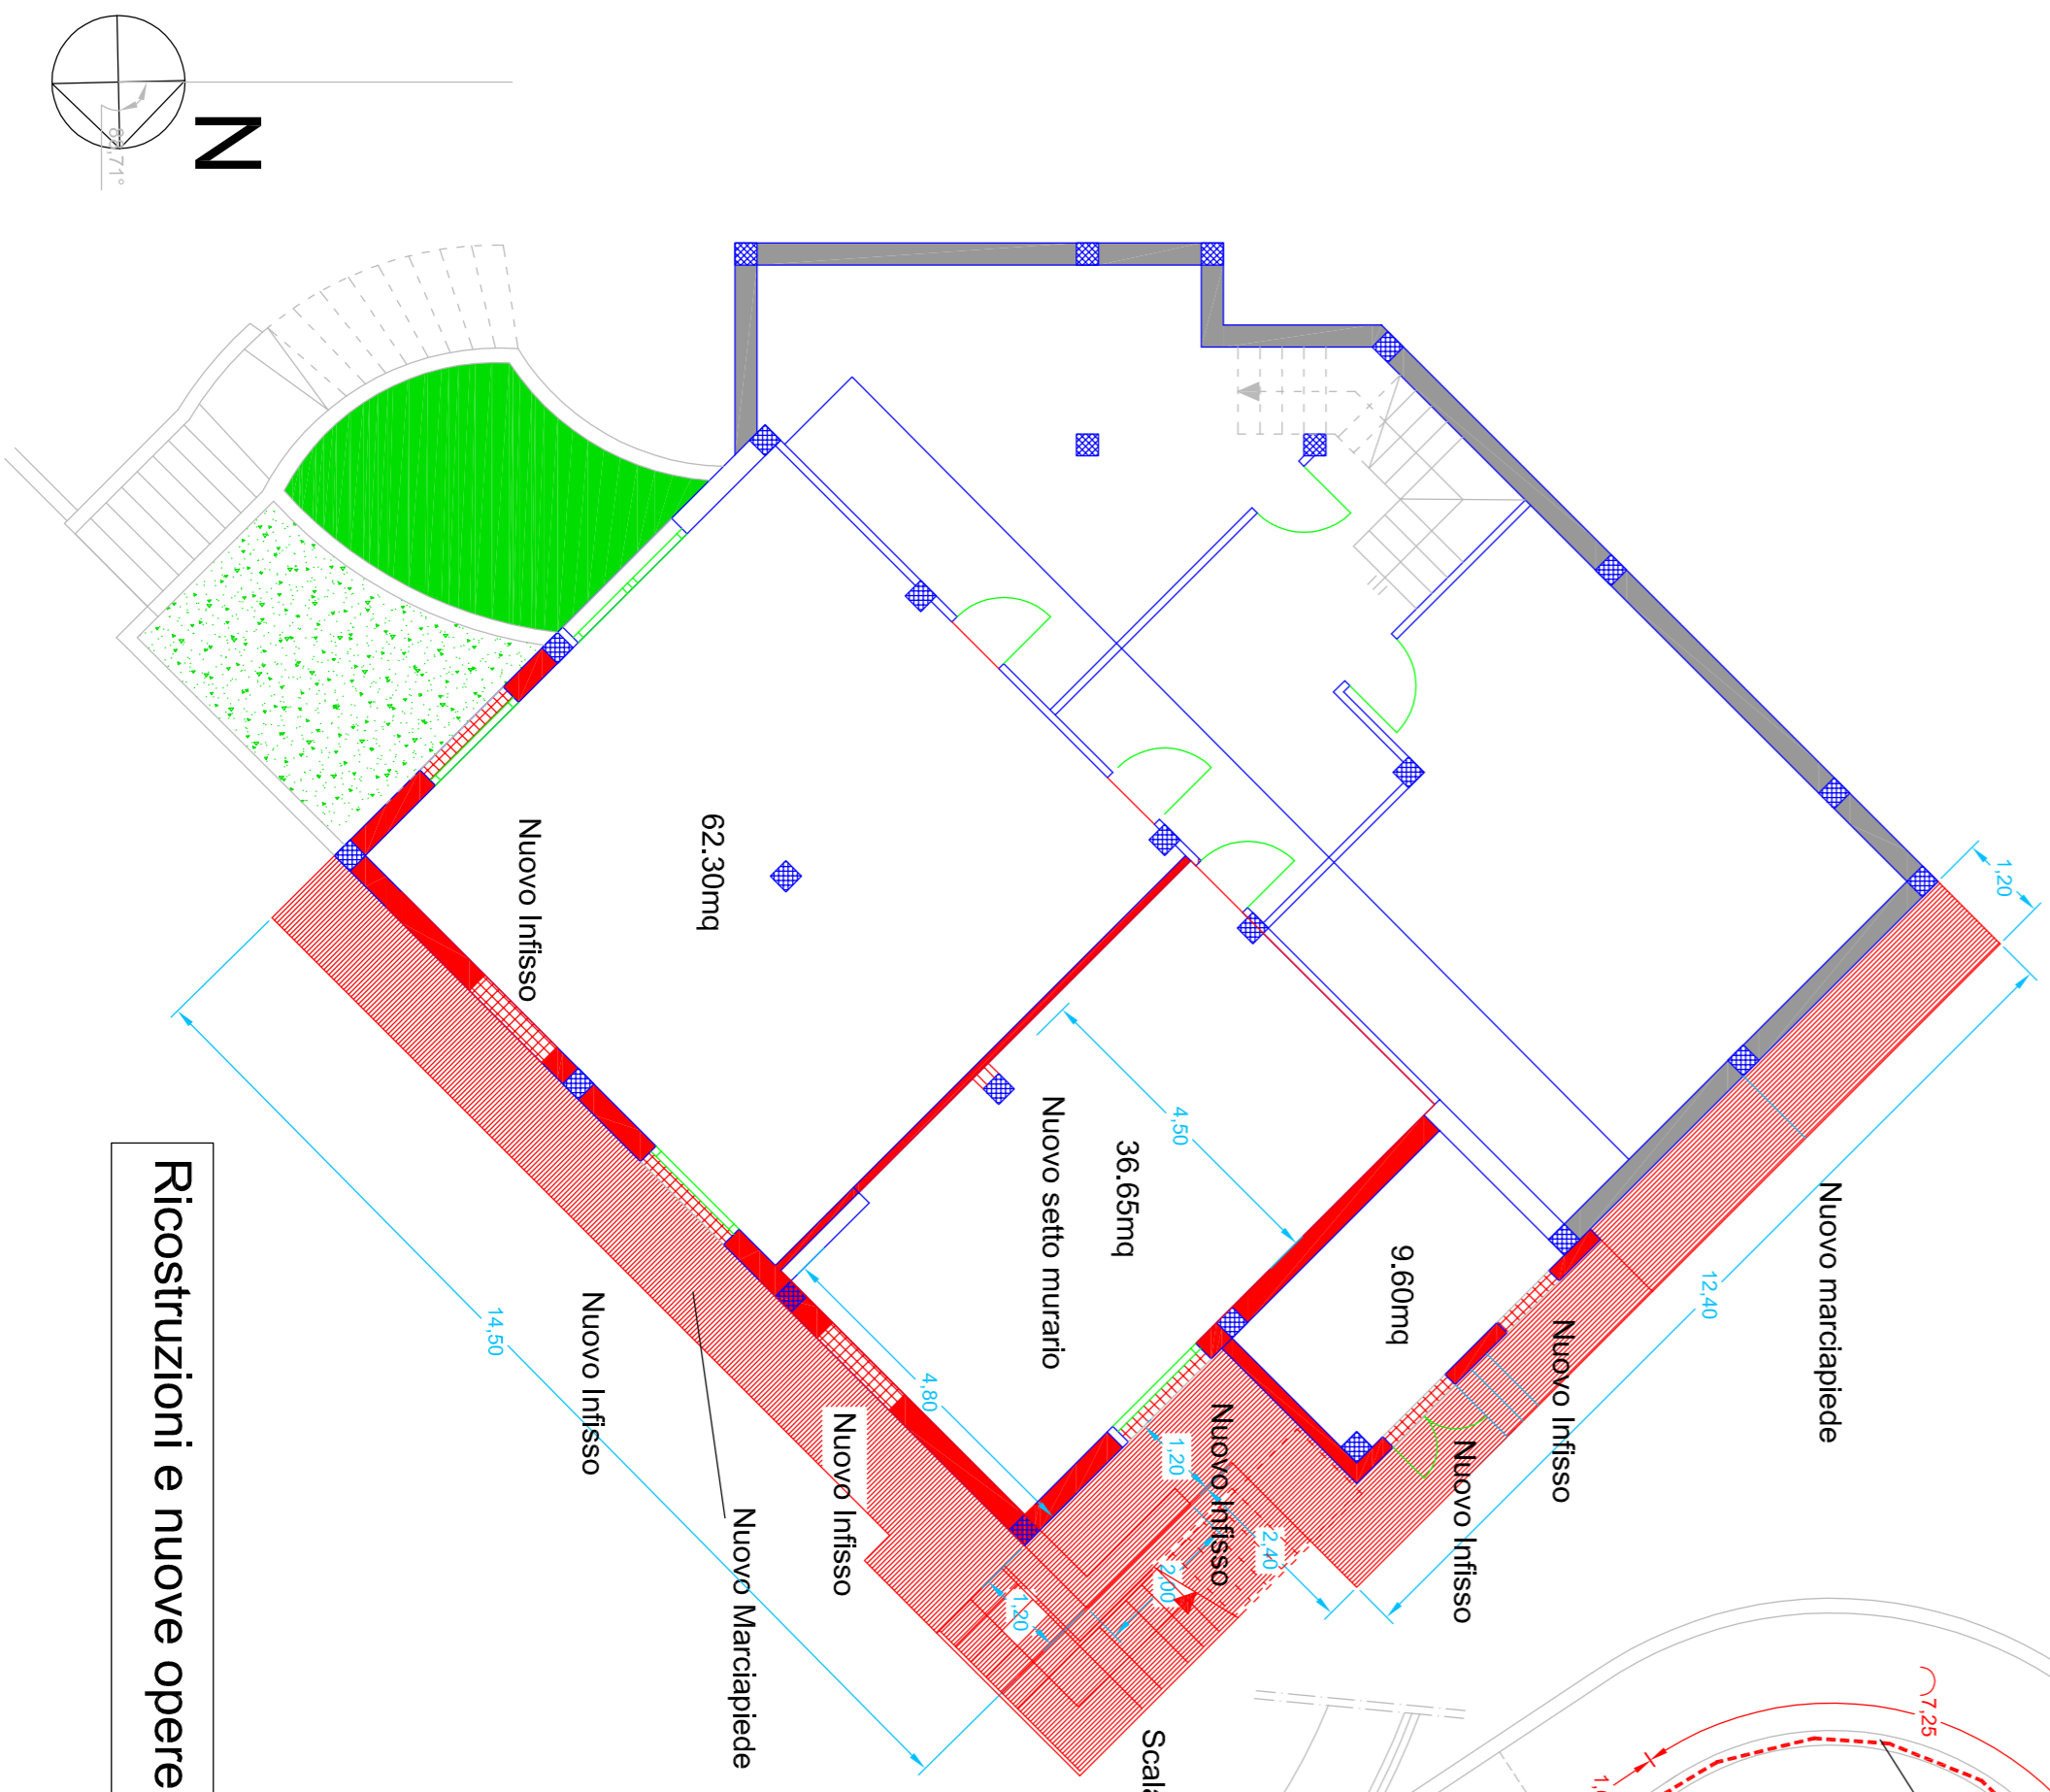 N
1,20
Nuovo marciapiede
12,40
Nuovo Infisso
Nuovo Infisso
9.60mq
2,40
Nuovo Infisso
4,50
1,20
2,00
36.65mq
Nuovo setto murario
1,20
4,80
Nuovo Infisso
Nuovo Marciapiede
62.30mq
Nuovo Infisso
Nuovo Infisso
14,50
7,25
Ricostruzioni e nuove opere